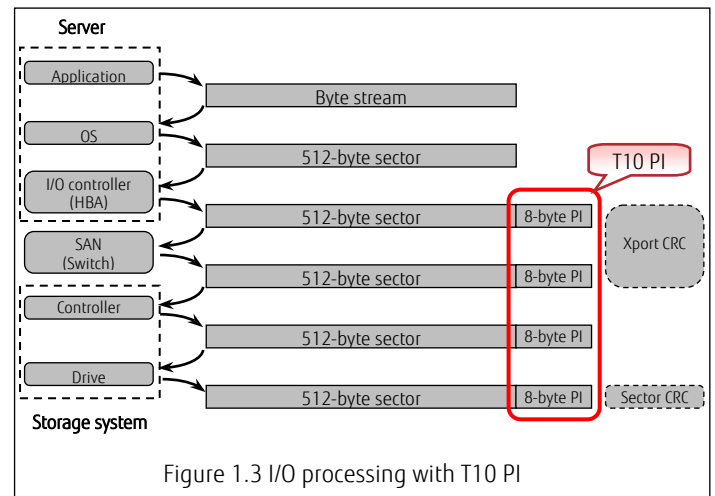 Server
Application
Byte stream
OS
512-byte sector
T10 PI
I/O controller
(HBA)
512-byte sector 8-byte PI
Xport CRC
SAN
(Switch)
512-byte sector 8-byte PI
Controller
512-byte sector 8-byte PI
Drive
512-byte sector 8-byte PI Sector CRC
Storage system
Figure 1.3 I/O processing with T10 PI